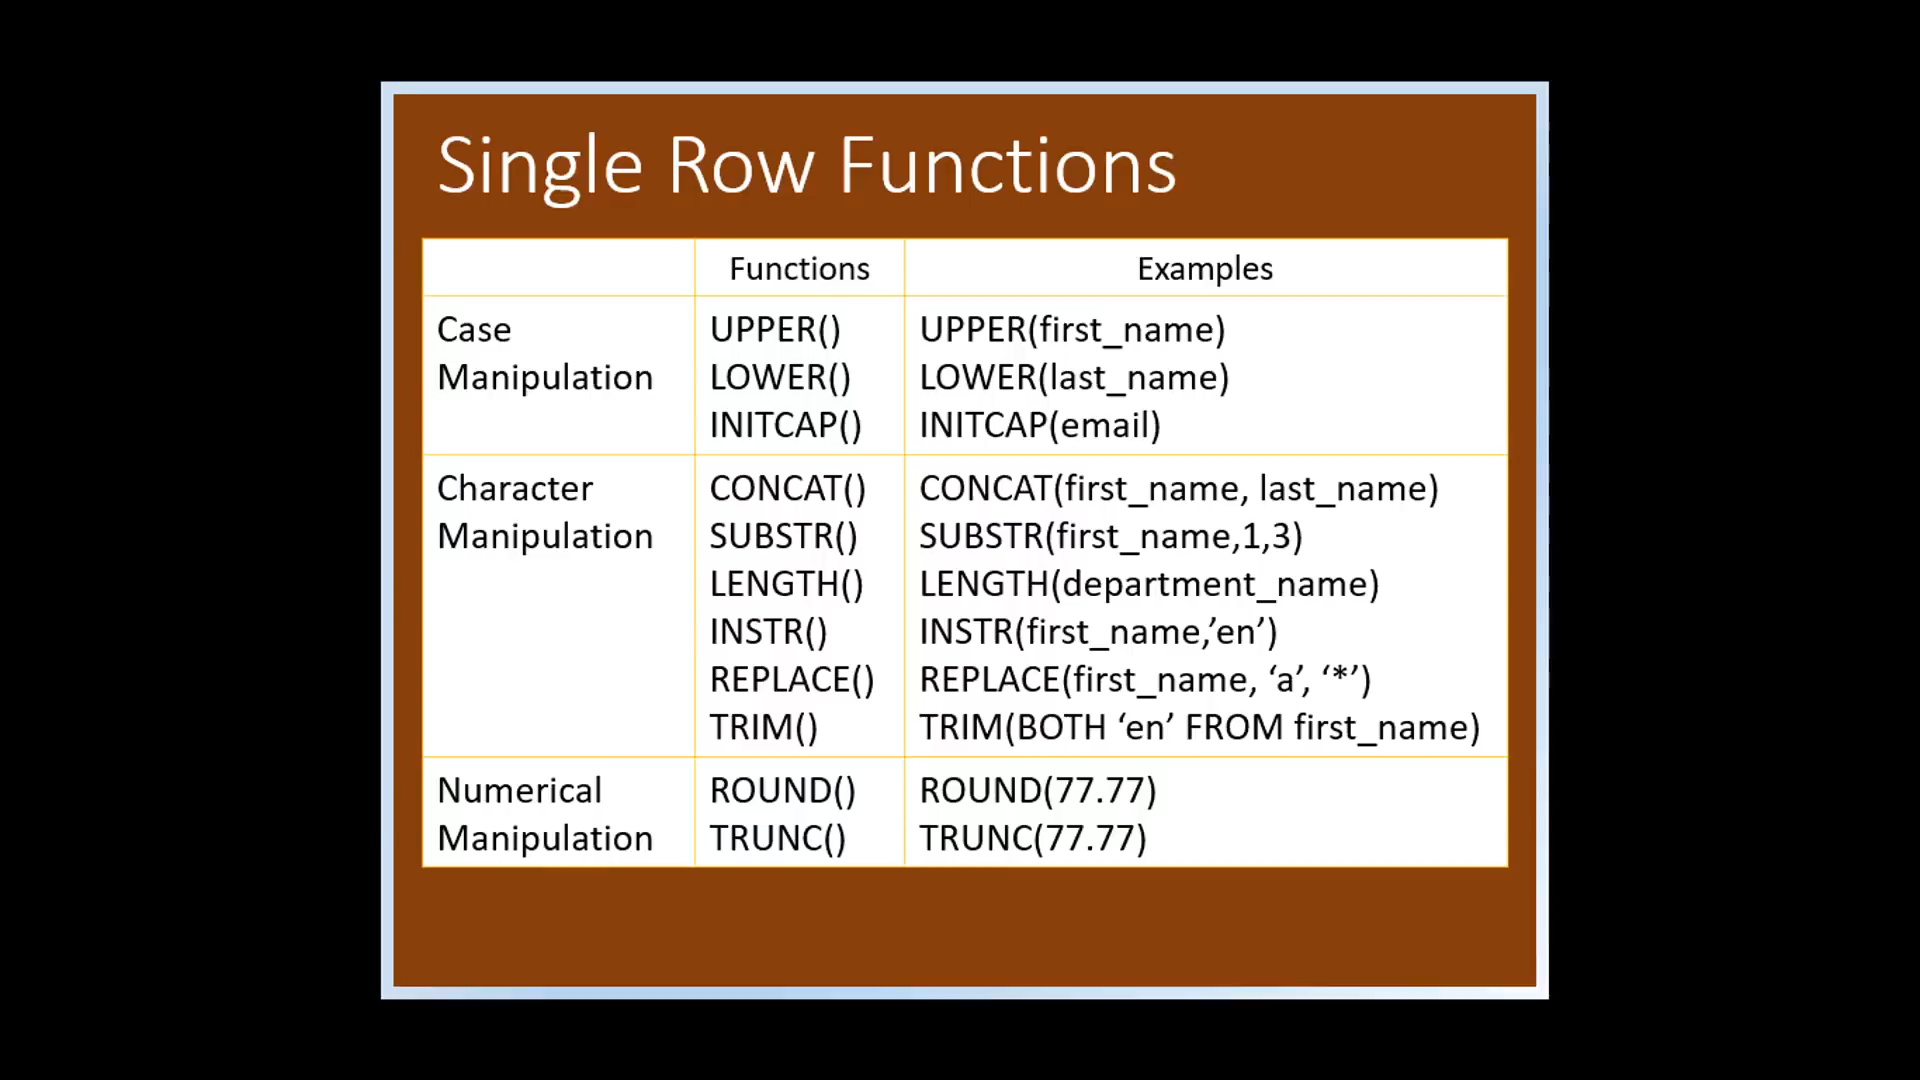 Single Row Functions
Functions Examples
Case Manipulation
UPPER() UPPER(first_name)
LOWER() LOWER(last_name)
INITCAP() INITCAP(email)
Character Manipulation
CONCAT() CONCAT(first_name, last_name)
SUBSTR() SUBSTR(first_name,1,3)
LENGTH() LENGTH(department_name)
INSTR() INSTR(first_name,’en’)
REPLACE() REPLACE(first_name, ‘a’, ‘*’)
TRIM() TRIM(BOTH ‘en’ FROM first_name)
Numerical Manipulation
ROUND() ROUND(77.77)
TRUNC() TRUNC(77.77)